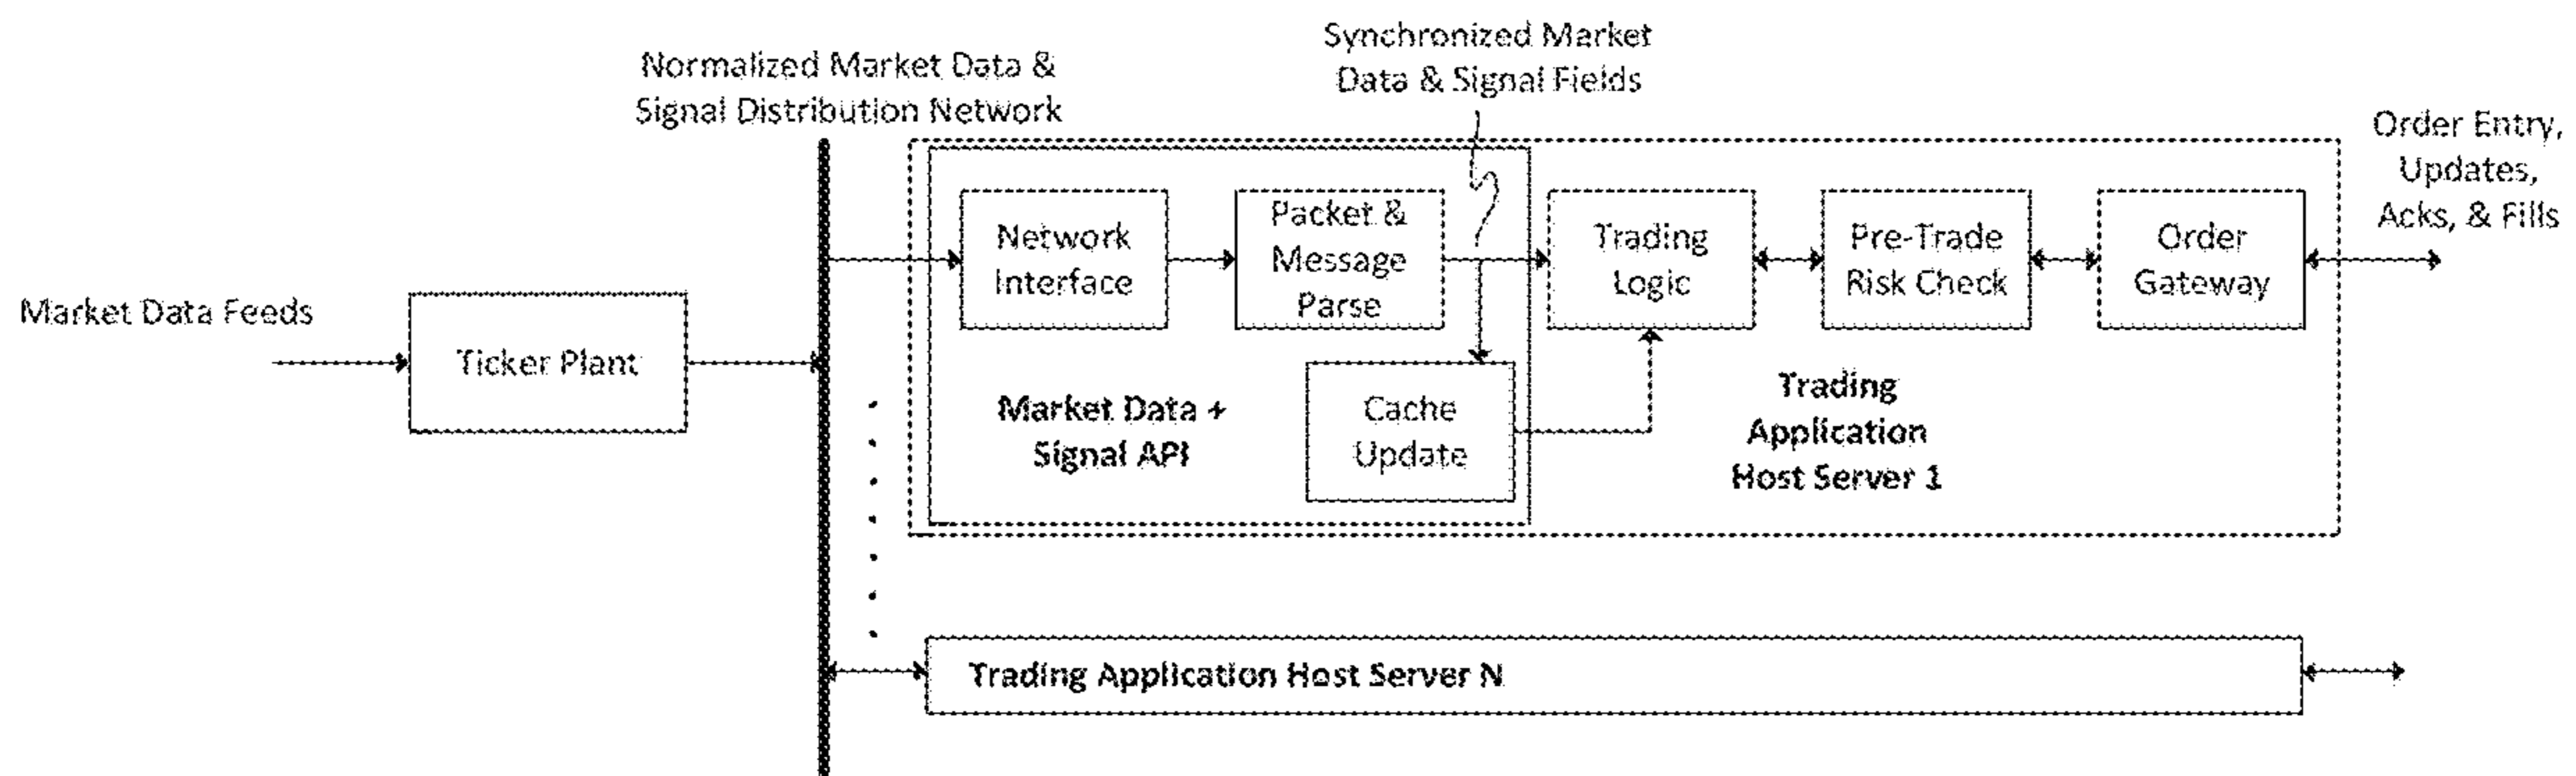 Normalized Market Data &
Signal Distribution Network
Synchronized Market
Data & Signal Fields
Order Entry,
Updates,
Acks, & Fills
Market Data Feeds
Ticker Plant
Network
Interface
Packet &
Message
Parse
Trading
Logic
Pre-Trade
Risk Check
Order
Gateway
Market Data +
Signal API
Cache
Update
Trading
Application
Host Server 1
Trading Application Host Server N